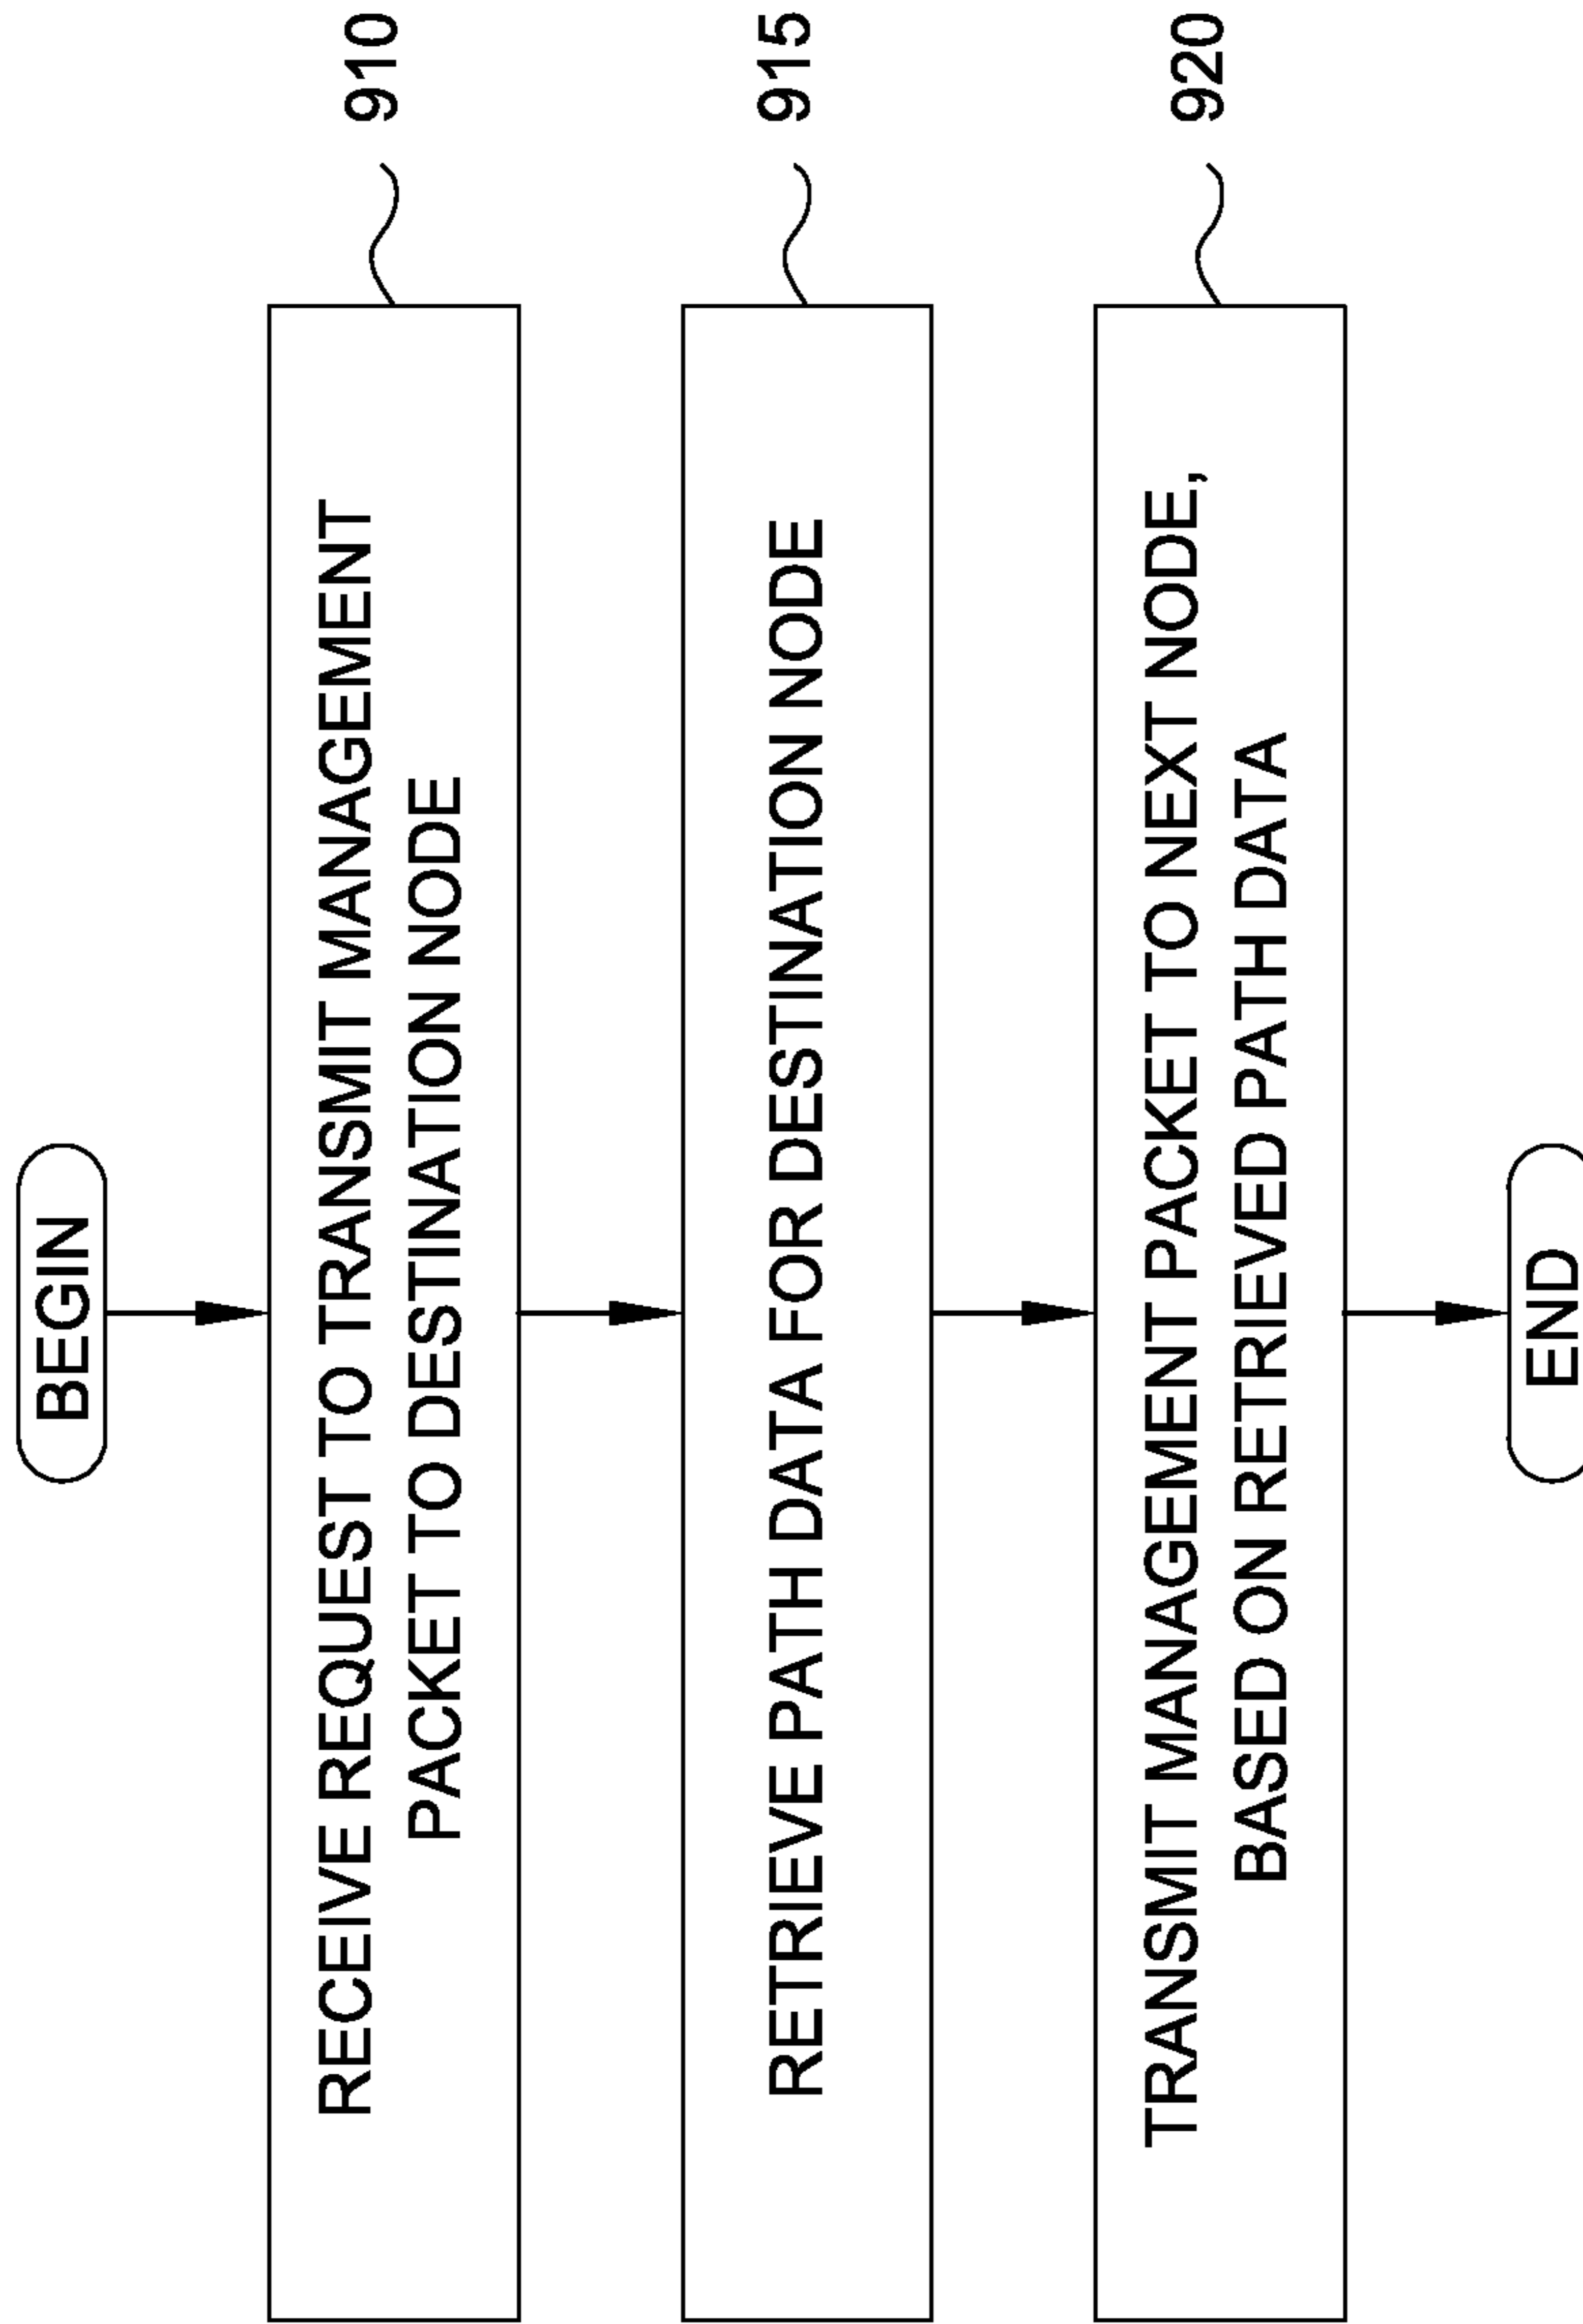 BEGIN
RECEIVE REQUEST TO TRANSMIT MANAGEMENT
PACKET TO DESTINATION NODE
910
RETRIEVE PATH DATA FOR DESTINATION NODE
915
TRANSMIT MANAGEMENT PACKET TO NEXT NODE,
BASED ON RETRIEVED PATH DATA
920
END